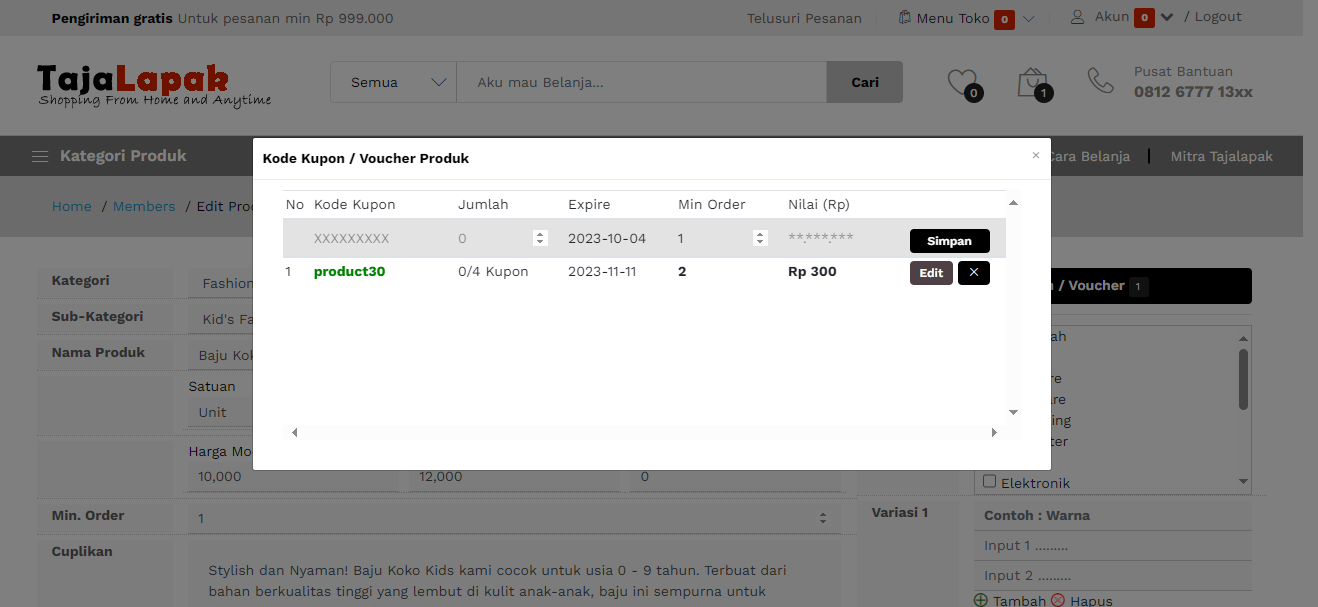 Pengiriman gratis Untuk pesanan min Rp 999.000
Telusuri Pesanan
Menu Toko 0
Akun 0 / Logout
TajaLapak
Shopping From Home and Anytime
Semua
Aku mau Belanja...
Cari
0
1
Pusat Bantuan
0812 6777 13xx
Kategori Produk
Cara Belanja
Mitra Tajalapak
Home / Members / Edit Pro
Kode Kupon / Voucher Produk ×
No Kode Kupon Jumlah Expire Min Order Nilai (Rp)
XXXXXXXXX 0 2023-10-04 1 **.***.*** Simpan
1 product30 0/4 Kupon 2023-11-11 2 Rp 300 Edit ×
Kategori Fashion
/ Voucher 1
Sub-Kategori Kid's Fa
Nama Produk Baju Kok
Satuan
Unit
Harga Mo
10,000 12,000 0
ah
re
are
ing
ter
Elektronik
Min. Order 1
Variasi 1 Contoh : Warna
Input 1 .........
Input 2 .........
Tambah Hapus
Cuplikan
Stylish dan Nyaman! Baju Koko Kids kami cocok untuk usia 0 - 9 tahun. Terbuat dari
bahan berkualitas tinggi yang lembut di kulit anak-anak, baju ini sempurna untuk